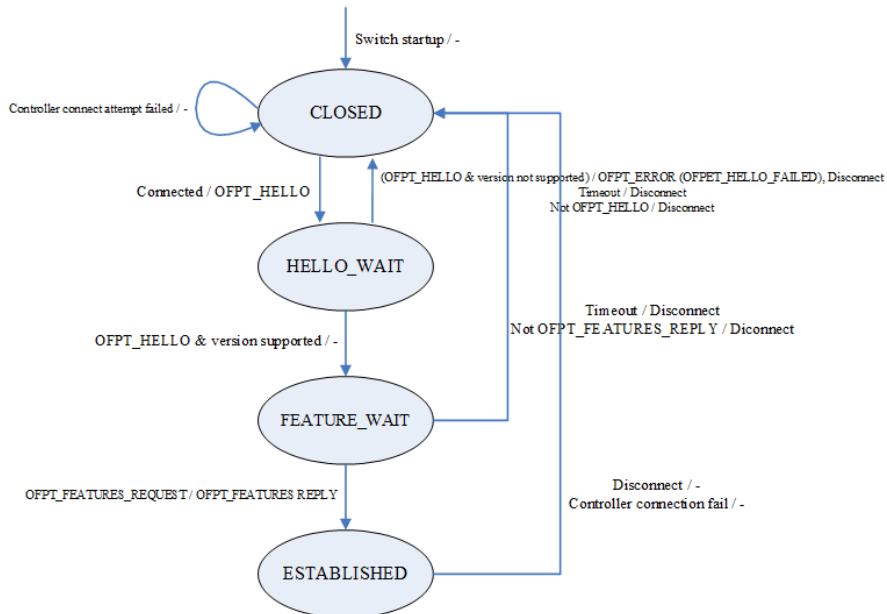 Switch startup / -
Controller connect attempt failed / -
CLOSED
Connected / OFPT_HELLO
(OFPT_HELLO & version not supported) / OFPT_ERROR (OFPET_HELLO_FAILED), Disconnect
Timeout / Disconnect
Not OFPT_HELLO / Disconnect
HELLO_WAIT
OFPT_HELLO & version supported / -
Timeout / Disconnect
Not OFPT_FEATURES_REPLY / Diconnect
FEATURE_WAIT
OFPT_FEATURES_REQUEST / OFPT_FEATURES REPLY
Disconnect / -
Controller connection fail / -
ESTABLISHED